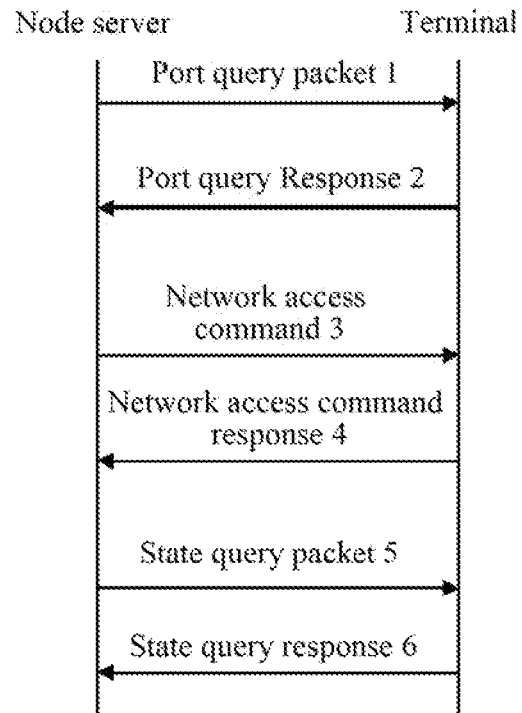 Node server Terminal
Port query packet 1
Port query Response 2
Network access
command 3
Network access command
response 4
State query packet 5
State query response 6